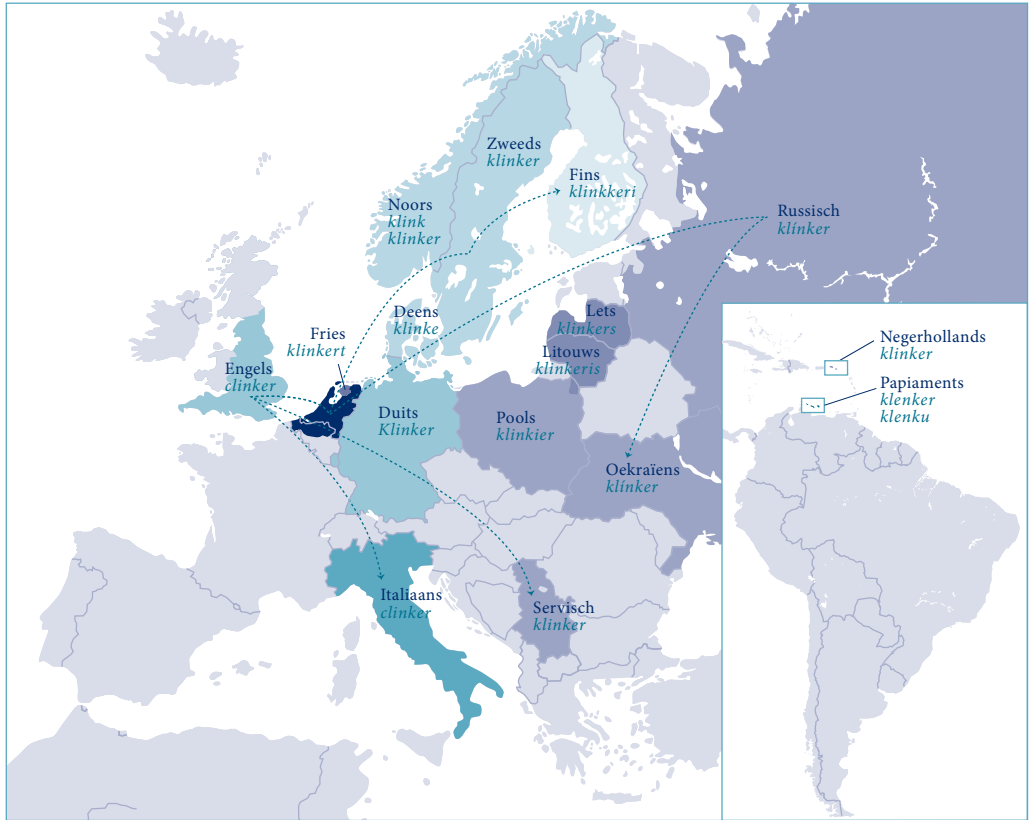 Zweeds
klinker
Fins
klinkkeri
Noors
klink
klinker
Russisch
klínker
Deens
klinke
Lets
klinkers
Fries
klinkert
Litouws
klinkeris
Engels
clinker
Duits
Klinker
Pools
klinkier
Oekraïens
klínker
Italiaans
clinker
Servisch
klinker
Negerhollands
klinker
Papiaments
klenker
klenku